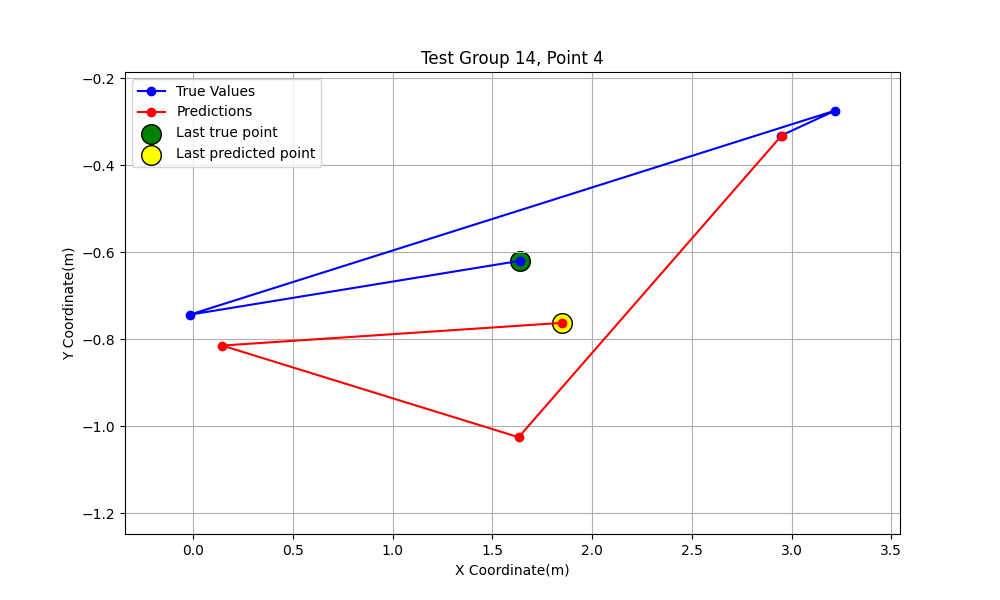 Test Group 14, Point 4
True Values
Predictions
Last true point
Last predicted point
Y Coordinate(m)
−0.2
−0.4
−0.6
−0.8
−1.0
−1.2
0.0 0.5 1.0 1.5 2.0 2.5 3.0 3.5
X Coordinate(m)